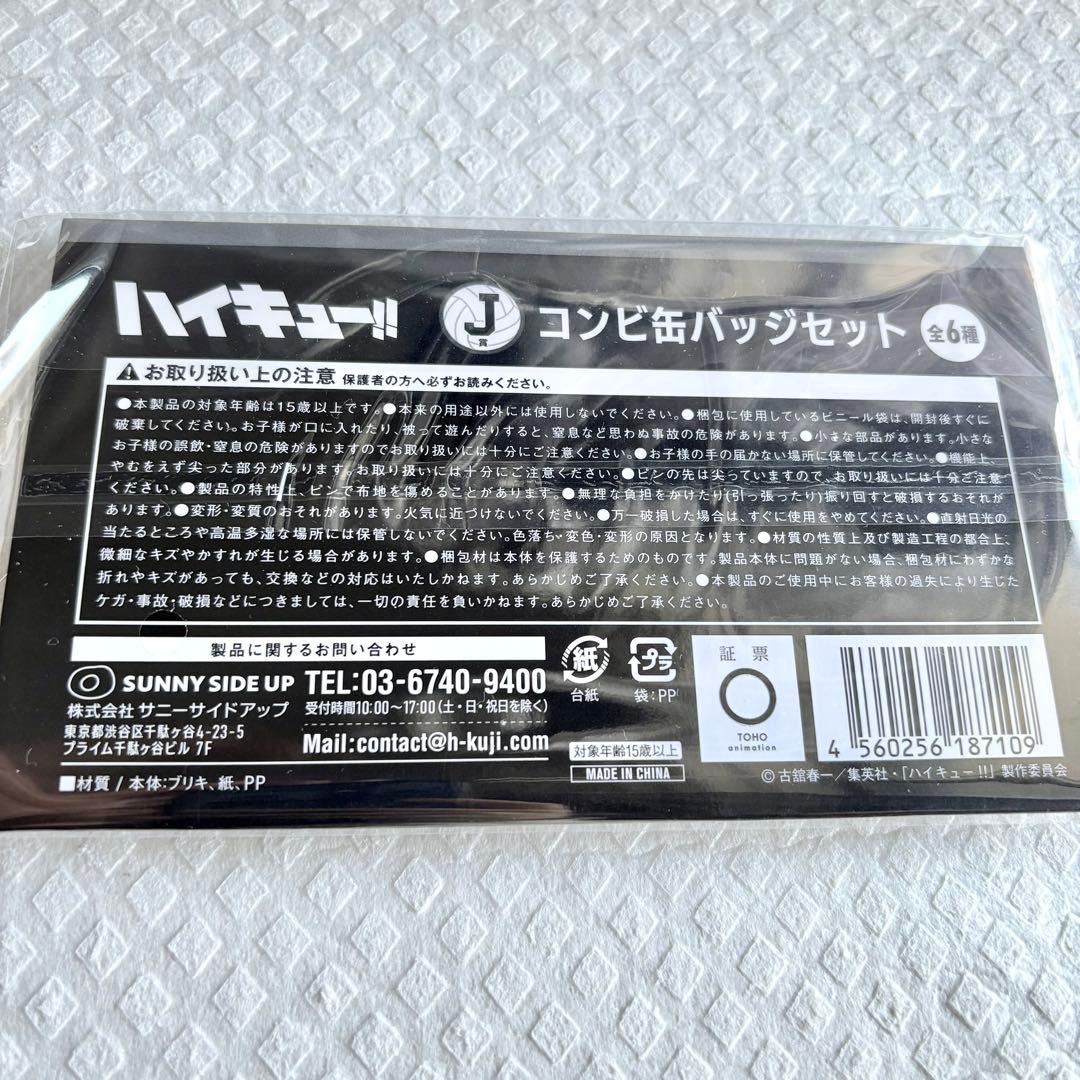 ハイキュー!!
J
賞
コンビ缶バッジセット
全6種
お取り扱い上の注意 保護者の方へ必ずお読みください。
●本製品の対象年齢は15歳以上です。●本来の用途以外には使用しないでください。●梱包に使用しているビニール袋は、開封後すぐに
破棄してください。お子様が口に入れたり、被って遊んだりすると、窒息など思わぬ事故の危険があります。●小さな部品があります。小さな
お子様の誤飲・窒息の危険がありますのでお取り扱いには十分にご注意ください。●お子様の手の届かない場所に保管してください。●機能上、
やむをえず尖った部分があります。お取り扱いには十分にご注意ください。●ピンの先は尖っていますので、お取り扱いには十分ご注意
ください。●製品の特性上、ピンで布地を傷めることがあります。●無理な負担をかけたり(引っ張ったり)振り回すと破損するおそれが
あります。●変形・変質のおそれがあります。火気に近づけないでください。●万一破損した場合は、すぐに使用をやめてください。●直射日光の
当たるところや高温多湿な場所には保管しないでください。色落ち・変色・変形の原因となります。●材質の性質上及び製造工程の都合上、
微細なキズやかすれが生じる場合があります。●梱包材は本体を保護するためのものです。製品本体に問題がない場合、梱包材にわずかな
折れやキズがあっても、交換などの対応はいたしかねます。あらかじめご了承ください。●本製品のご使用中にお客様の過失により生じた
ケガ・事故・破損などにつきましては、一切の責任を負いかねます。あらかじめご了承ください。
製品に関するお問い合わせ
SUNNY SIDE UP
株式会社 サニーサイドアップ
東京都渋谷区千駄ヶ谷4-23-5
プライム千駄ヶ谷ビル 7F
TEL:03-6740-9400
受付時間10:00〜17:00(土・日・祝日を除く)
Mail:contact@h-kuji.com
■材質 / 本体:ブリキ、紙、PP
紙
台紙
プラ
袋:PP
対象年齢15歳以上
MADE IN CHINA
証 票
TOHO
animation
4 560256 187109
©古舘春一/集英社・「ハイキュー!!」製作委員会